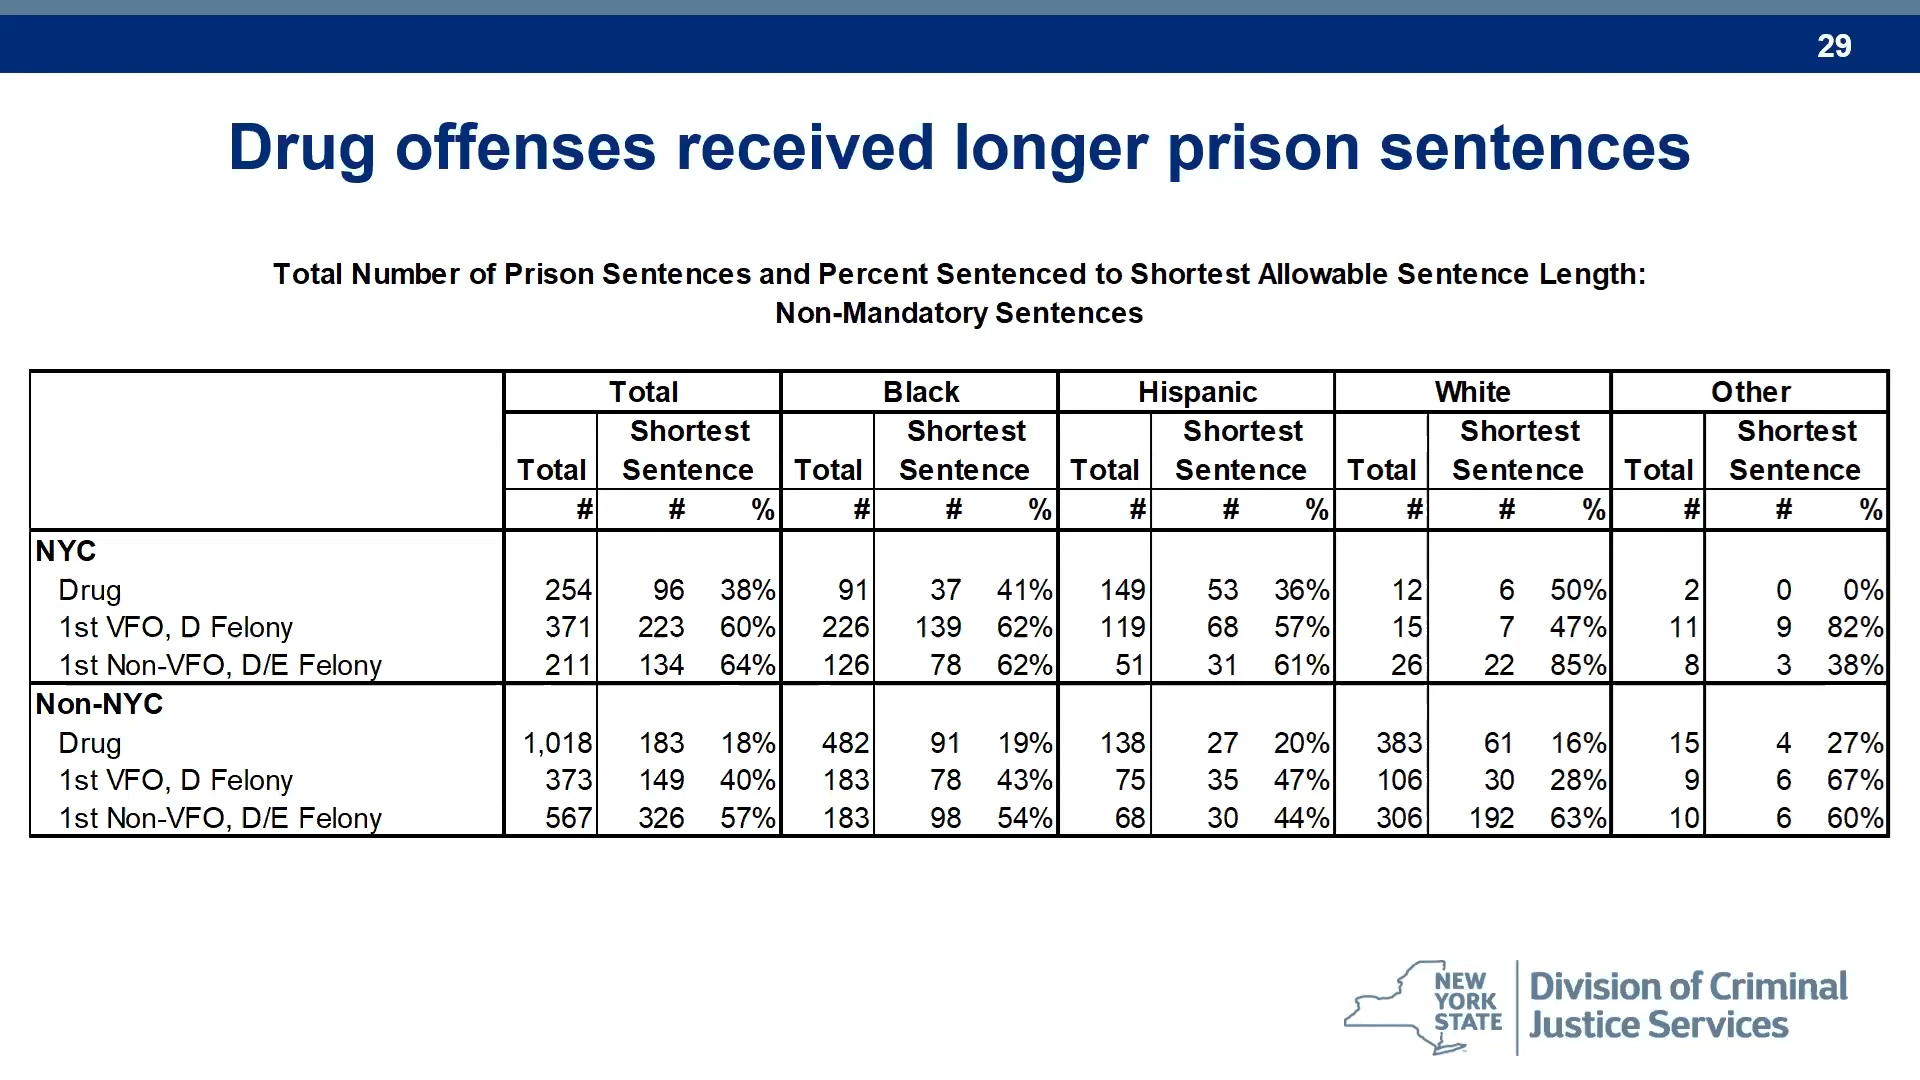 29
Drug offenses received longer prison sentences
Total Number of Prison Sentences and Percent Sentenced to Shortest Allowable Sentence Length:
Non-Mandatory Sentences
Total Black Hispanic White Other
Shortest Shortest Shortest Shortest Shortest
Total Sentence Total Sentence Total Sentence Total Sentence Total Sentence
# # % # # % # # % # # % # # %
NYC
Drug 254 96 38% 91 37 41% 149 53 36% 12 6 50% 2 0 0%
1st VFO, D Felony 371 223 60% 226 139 62% 119 68 57% 15 7 47% 11 9 82%
1st Non-VFO, D/E Felony 211 134 64% 126 78 62% 51 31 61% 26 22 85% 8 3 38%
Non-NYC
Drug 1,018 183 18% 482 91 19% 138 27 20% 383 61 16% 15 4 27%
1st VFO, D Felony 373 149 40% 183 78 43% 75 35 47% 106 30 28% 9 6 67%
1st Non-VFO, D/E Felony 567 326 57% 183 98 54% 68 30 44% 306 192 63% 10 6 60%
NEW
YORK
STATE
Division of Criminal
Justice Services